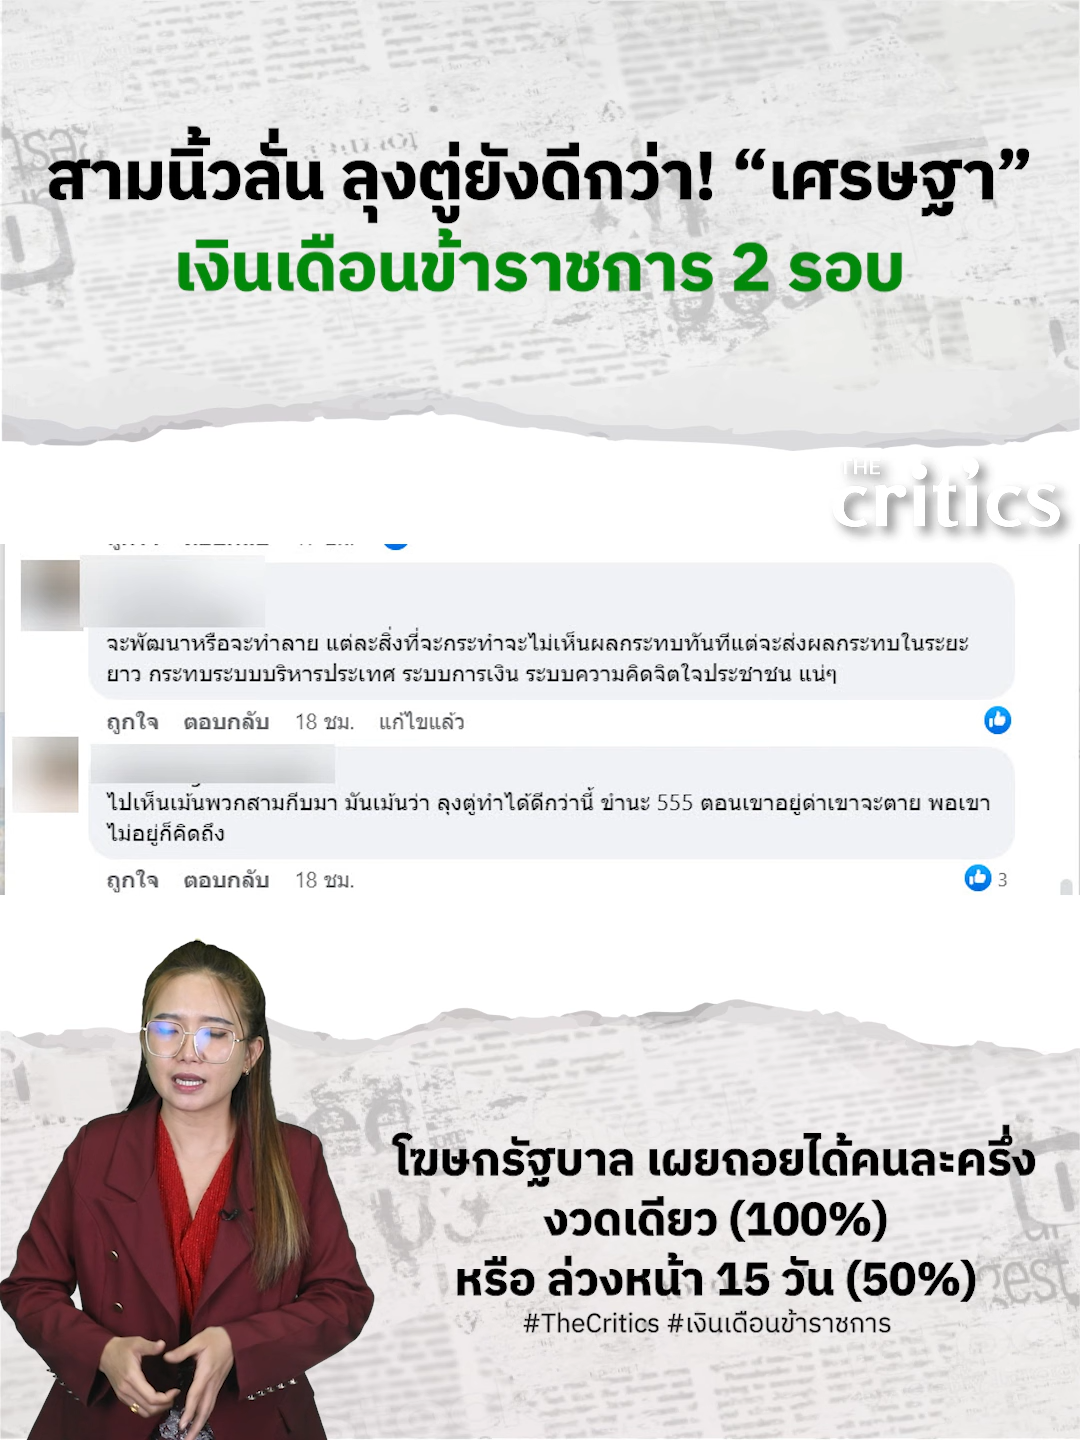 สามนิ้วลั่น ลุงตู่ยังดีกว่า! “เศรษฐา”
เงินเดือนข้าราชการ 2 รอบ
THE
critics
จะพัฒนาหรือจะทำลาย แต่ละสิ่งที่จะกระทำจะไม่เห็นผลกระทบทันทีแต่จะส่งผลกระทบในระยะ
ยาว กระทบระบบบริหารประเทศ ระบบการเงิน ระบบความคิดจิตใจประชาชน แน่ๆ
ถูกใจ ตอบกลับ 18 ชม. แก้ไขแล้ว
ไปเห็นเม้นพวกสามกีบมา มันเม้นว่า ลุงตู่ทำได้ดีกว่านี้ ขำนะ 555 ตอนเขาอยู่ด่าเขาจะตาย พอเขา
ไม่อยู่ก็คิดถึง
ถูกใจ ตอบกลับ 18 ชม. 3
โฆษกรัฐบาล เผยถอยได้คนละครึ่ง
งวดเดียว (100%)
หรือ ล่วงหน้า 15 วัน (50%)
#TheCritics #เงินเดือนข้าราชการ